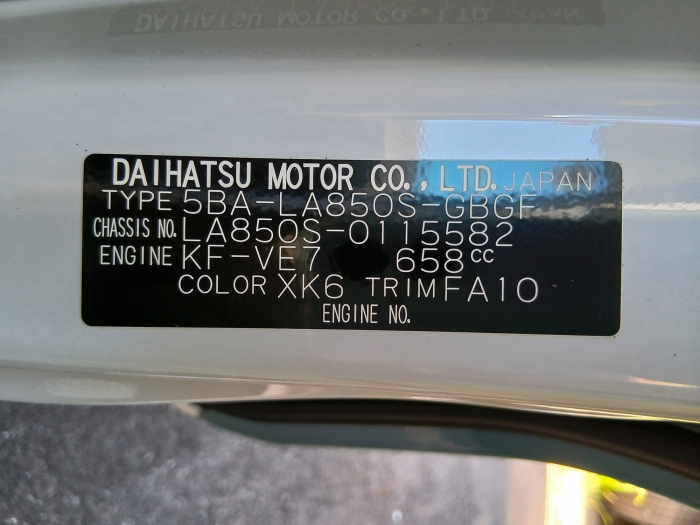 DAIHATSU MOTOR CO., LTD. JAPAN
TYPE 5BA-LA850S-GBGF
CHASSIS NO. LA850S-0115582
ENGINE KF-VE7 658cc
COLOR XK6 TRIM FA10
ENGINE NO.